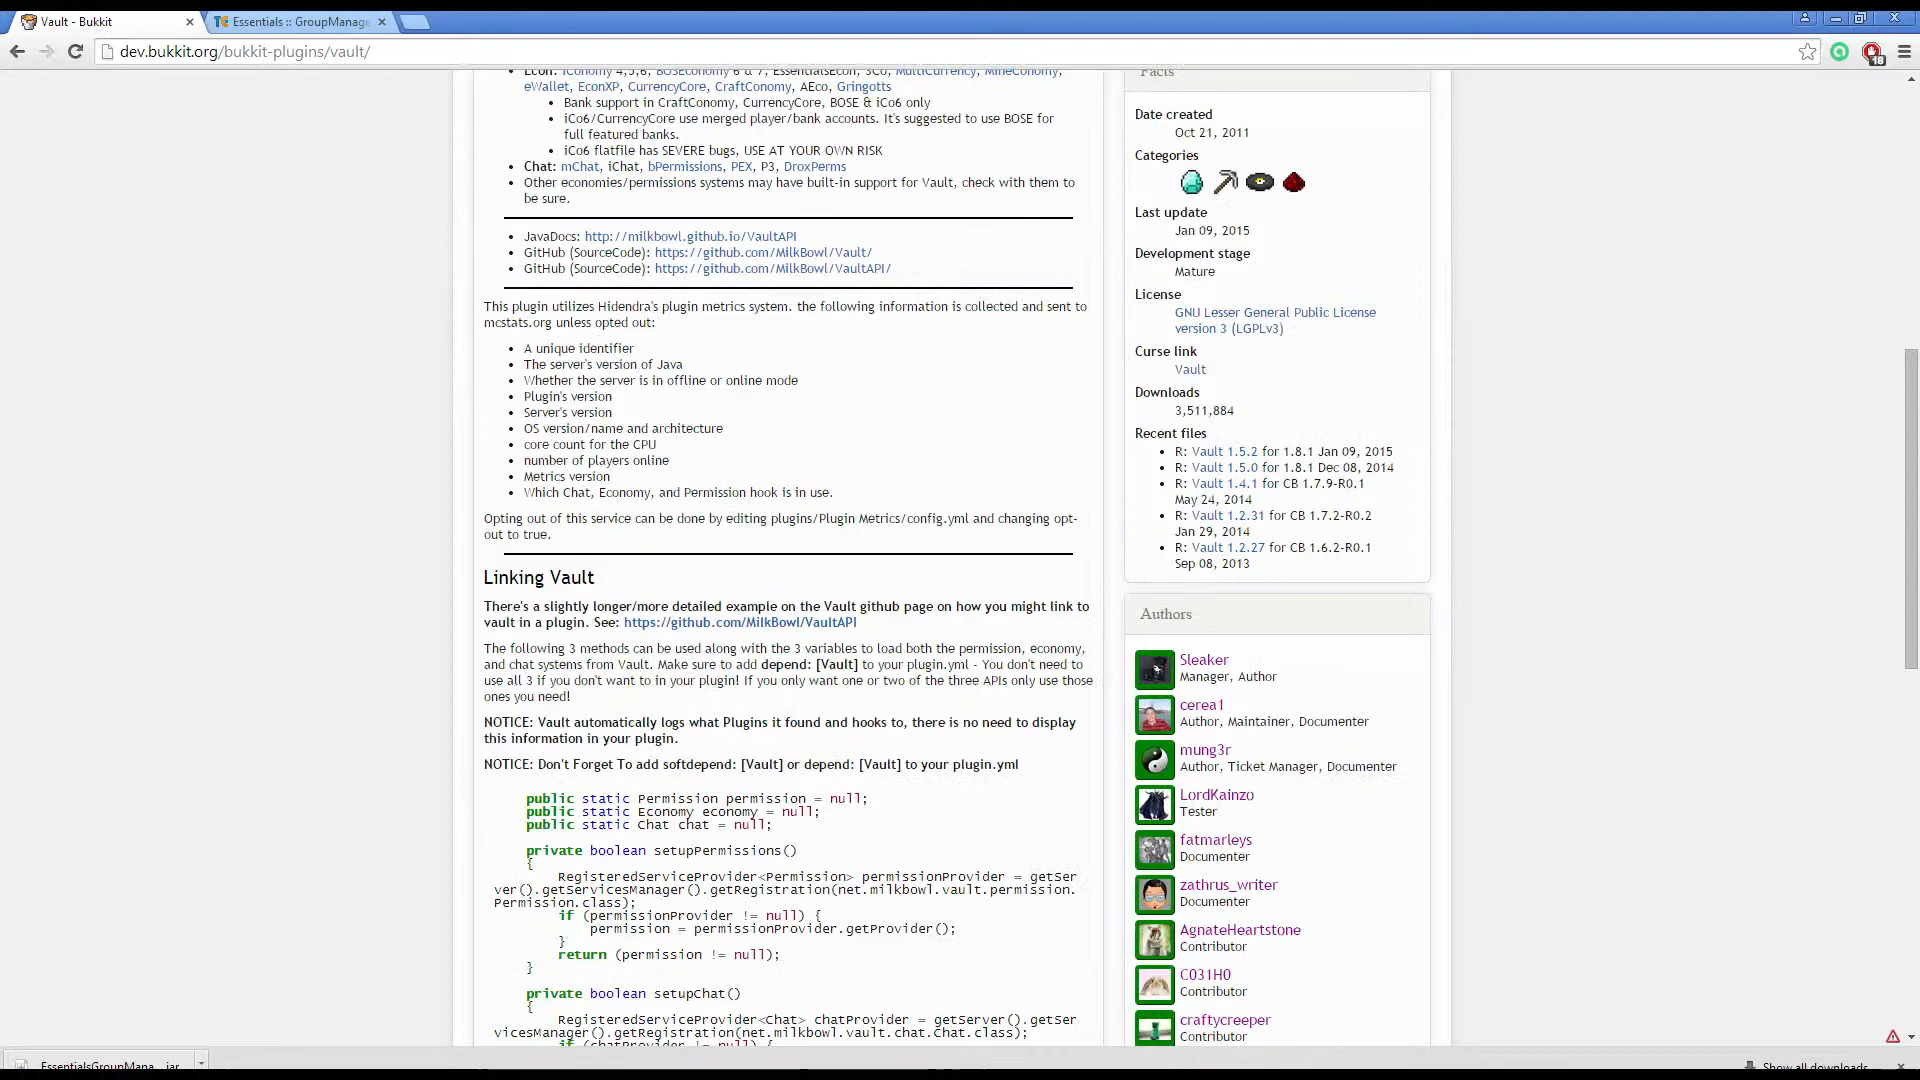 Vault - Bukkit
Essentials :: GroupManage
dev.bukkit.org/bukkit-plugins/vault/
18
Econ: iConomy 4,5,6, BOSEconomy 6 & 7, EssentialsEcon, 3Co, MultiCurrency, MineConomy,
eWallet, EconXP, CurrencyCore, CraftConomy, AEco, Gringotts
Bank support in CraftConomy, CurrencyCore, BOSE & iCo6 only
iCo6/CurrencyCore use merged player/bank accounts. It's suggested to use BOSE for
full featured banks.
iCo6 flatfile has SEVERE bugs, USE AT YOUR OWN RISK
Chat: mChat, iChat, bPermissions, PEX, P3, DroxPerms
Other economies/permissions systems may have built-in support for Vault, check with them to
be sure.
JavaDocs: http://milkbowl.github.io/VaultAPI
GitHub (SourceCode): https://github.com/MilkBowl/Vault/
GitHub (SourceCode): https://github.com/MilkBowl/VaultAPI/
This plugin utilizes Hidendra's plugin metrics system. the following information is collected and sent to
mcstats.org unless opted out:
A unique identifier
The server's version of Java
Whether the server is in offline or online mode
Plugin's version
Server's version
OS version/name and architecture
core count for the CPU
number of players online
Metrics version
Which Chat, Economy, and Permission hook is in use.
Opting out of this service can be done by editing plugins/Plugin Metrics/config.yml and changing opt-
out to true.
Linking Vault
There's a slightly longer/more detailed example on the Vault github page on how you might link to
vault in a plugin. See: https://github.com/MilkBowl/VaultAPI
The following 3 methods can be used along with the 3 variables to load both the permission, economy,
and chat systems from Vault. Make sure to add depend: [Vault] to your plugin.yml - You don't need to
use all 3 if you don't want to in your plugin! If you only want one or two of the three APIs only use those
ones you need!
NOTICE: Vault automatically logs what Plugins it found and hooks to, there is no need to display
this information in your plugin.
NOTICE: Don't Forget To add softdepend: [Vault] or depend: [Vault] to your plugin.yml
public static Permission permission = null;
public static Economy economy = null;
public static Chat chat = null;
private boolean setupPermissions()
{
RegisteredServiceProvider<Permission> permissionProvider = getSer
ver().getServicesManager().getRegistration(net.milkbowl.vault.permission.
Permission.class);
if (permissionProvider != null) {
permission = permissionProvider.getProvider();
}
return (permission != null);
}
private boolean setupChat()
{
RegisteredServiceProvider<Chat> chatProvider = getServer().getSer
vicesManager().getRegistration(net.milkbowl.vault.chat.Chat.class);
if (chatProvider != null) {
Facts
Date created
Oct 21, 2011
Categories
Last update
Jan 09, 2015
Development stage
Mature
License
GNU Lesser General Public License
version 3 (LGPLv3)
Curse link
Vault
Downloads
3,511,884
Recent files
R: Vault 1.5.2 for 1.8.1 Jan 09, 2015
R: Vault 1.5.0 for 1.8.1 Dec 08, 2014
R: Vault 1.4.1 for CB 1.7.9-R0.1
May 24, 2014
R: Vault 1.2.31 for CB 1.7.2-R0.2
Jan 29, 2014
R: Vault 1.2.27 for CB 1.6.2-R0.1
Sep 08, 2013
Authors
Sleaker
Manager, Author
cerea1
Author, Maintainer, Documenter
mung3r
Author, Ticket Manager, Documenter
LordKainzo
Tester
fatmarleys
Documenter
zathrus_writer
Documenter
AgnateHeartstone
Contributor
C031H0
Contributor
craftycreeper
Contributor
EssentialsGroupMana....jar
Show all downloads...